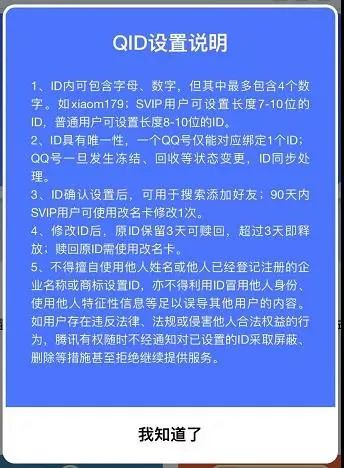 QID设置说明
1、ID内可包含字母、数字，但其中最多包含4个数
字。如xiaom179；SVIP用户可设置长度7-10位的
ID，普通用户可设置长度8-10位的ID。
2、ID具有唯一性，一个QQ号仅能对应绑定1个ID；
QQ号一旦发生冻结、回收等状态变更，ID同步处
理。
3、ID确认设置后，可用于搜索添加好友；90天内
SVIP用户可使用改名卡修改1次。
4、修改ID后，原ID保留3天可赎回，超过3天即释
放；赎回原ID需使用改名卡。
5、不得擅自使用他人姓名或他人已经登记注册的企
业名称或商标设置ID，亦不得利用ID冒用他人身份、
使用他人特征性信息等足以误导其他用户的内容。
如用户存在违反法律、法规或侵害他人合法权益的行
为，腾讯有权随时不经通知对已设置的ID采取屏蔽、
删除等措施甚至拒绝继续提供服务。
我知道了